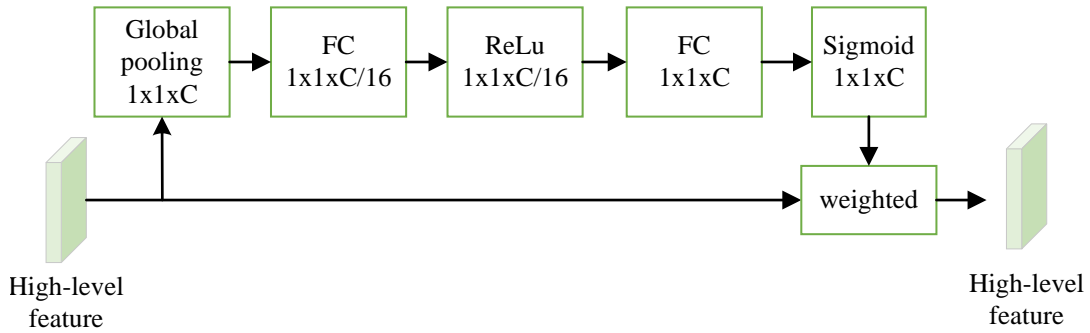 Global
pooling
1x1xC
FC
1x1xC/16
ReLu
1x1xC/16
FC
1x1xC
Sigmoid
1x1xC
weighted
High-level
feature
High-level
feature